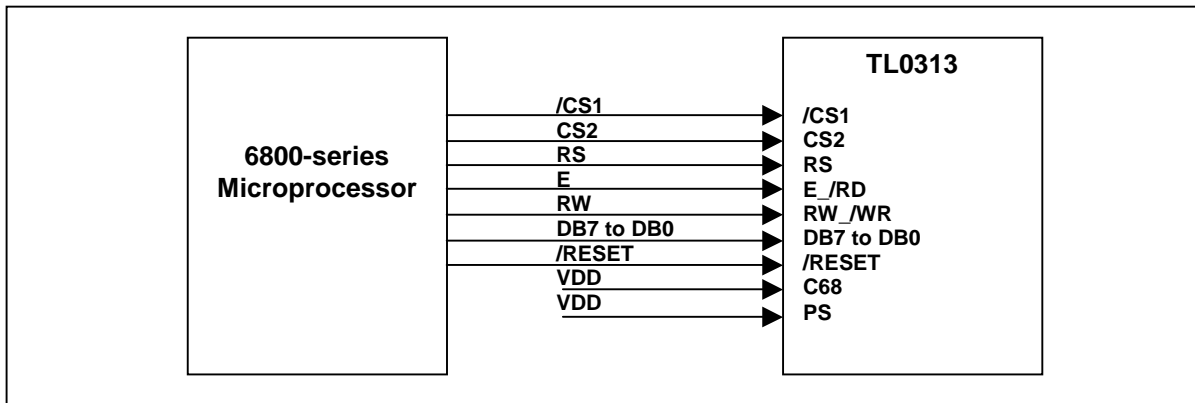 6800-series
Microprocessor
/CS1
CS2
RS
E
RW
DB7 to DB0
/RESET
VDD
VDD
TL0313
/CS1
CS2
RS
E_/RD
RW_/WR
DB7 to DB0
/RESET
C68
PS